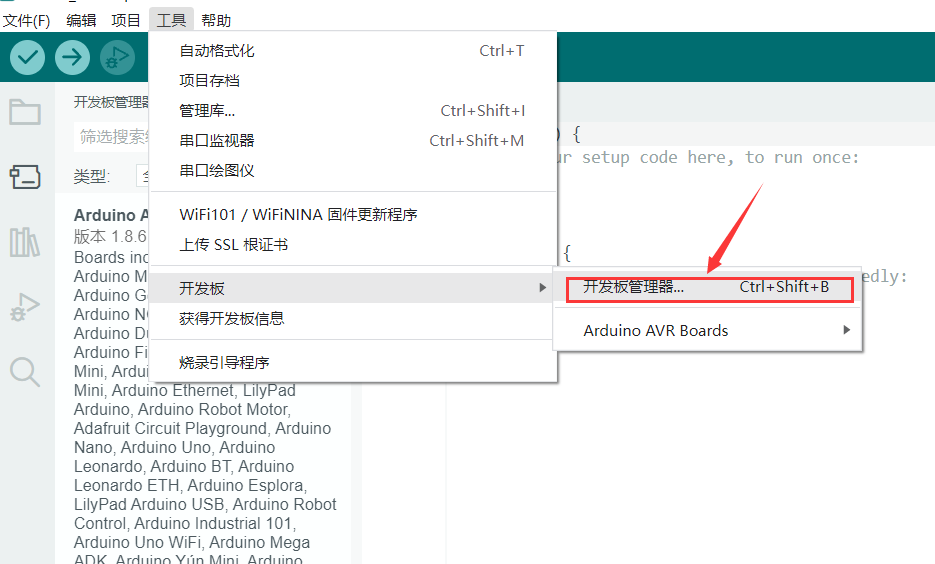 文件(F) 编辑 项目 工具 帮助
自动格式化 Ctrl+T
项目存档
管理库... Ctrl+Shift+I
串口监视器 Ctrl+Shift+M
串口绘图仪
WiFi101 / WiFiNINA 固件更新程序
上传 SSL 根证书
开发板
获得开发板信息
烧录引导程序
开发板管理器... Ctrl+Shift+B
Arduino AVR Boards
开发板管理器
筛选搜索
类型:
Arduino A
版本 1.8.6
Boards inc
Arduino M
Arduino G
Arduino N
Arduino D
Arduino Fi
Mini, Ardui
Mini, Arduino Ethernet, LilyPad
Arduino, Arduino Robot Motor,
Adafruit Circuit Playground, Arduino
Nano, Arduino Uno, Arduino
Leonardo, Arduino BT, Arduino
Leonardo ETH, Arduino Esplora,
LilyPad Arduino USB, Arduino Robot
Control, Arduino Industrial 101,
Arduino Uno WiFi, Arduino Mega
ADK, Arduino Yún Mini, Arduino
) {
ur setup code here, to run once:
{
edly: